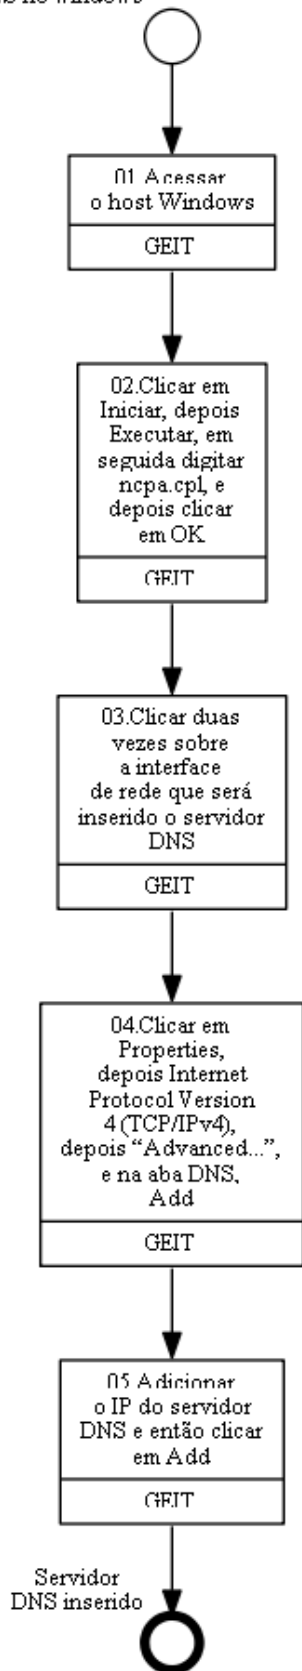 no windows
01.Acessar
o host Windows
GEIT
02.Clicar em
Iniciar, depois
Executar, em
seguida digitar
ncpa.cpl, e
depois clicar
em OK
GEIT
03.Clicar duas
vezes sobre
a interface
de rede que será
inserido o servidor
DNS
GEIT
04.Clicar em
Properties,
depois Internet
Protocol Version
4 (TCP/IPv4),
depois “Advanced...”,
e na aba DNS,
Add
GEIT
05.Adicionar
o IP do servidor
DNS e então clicar
em Add
GEIT
Servidor
DNS inserido